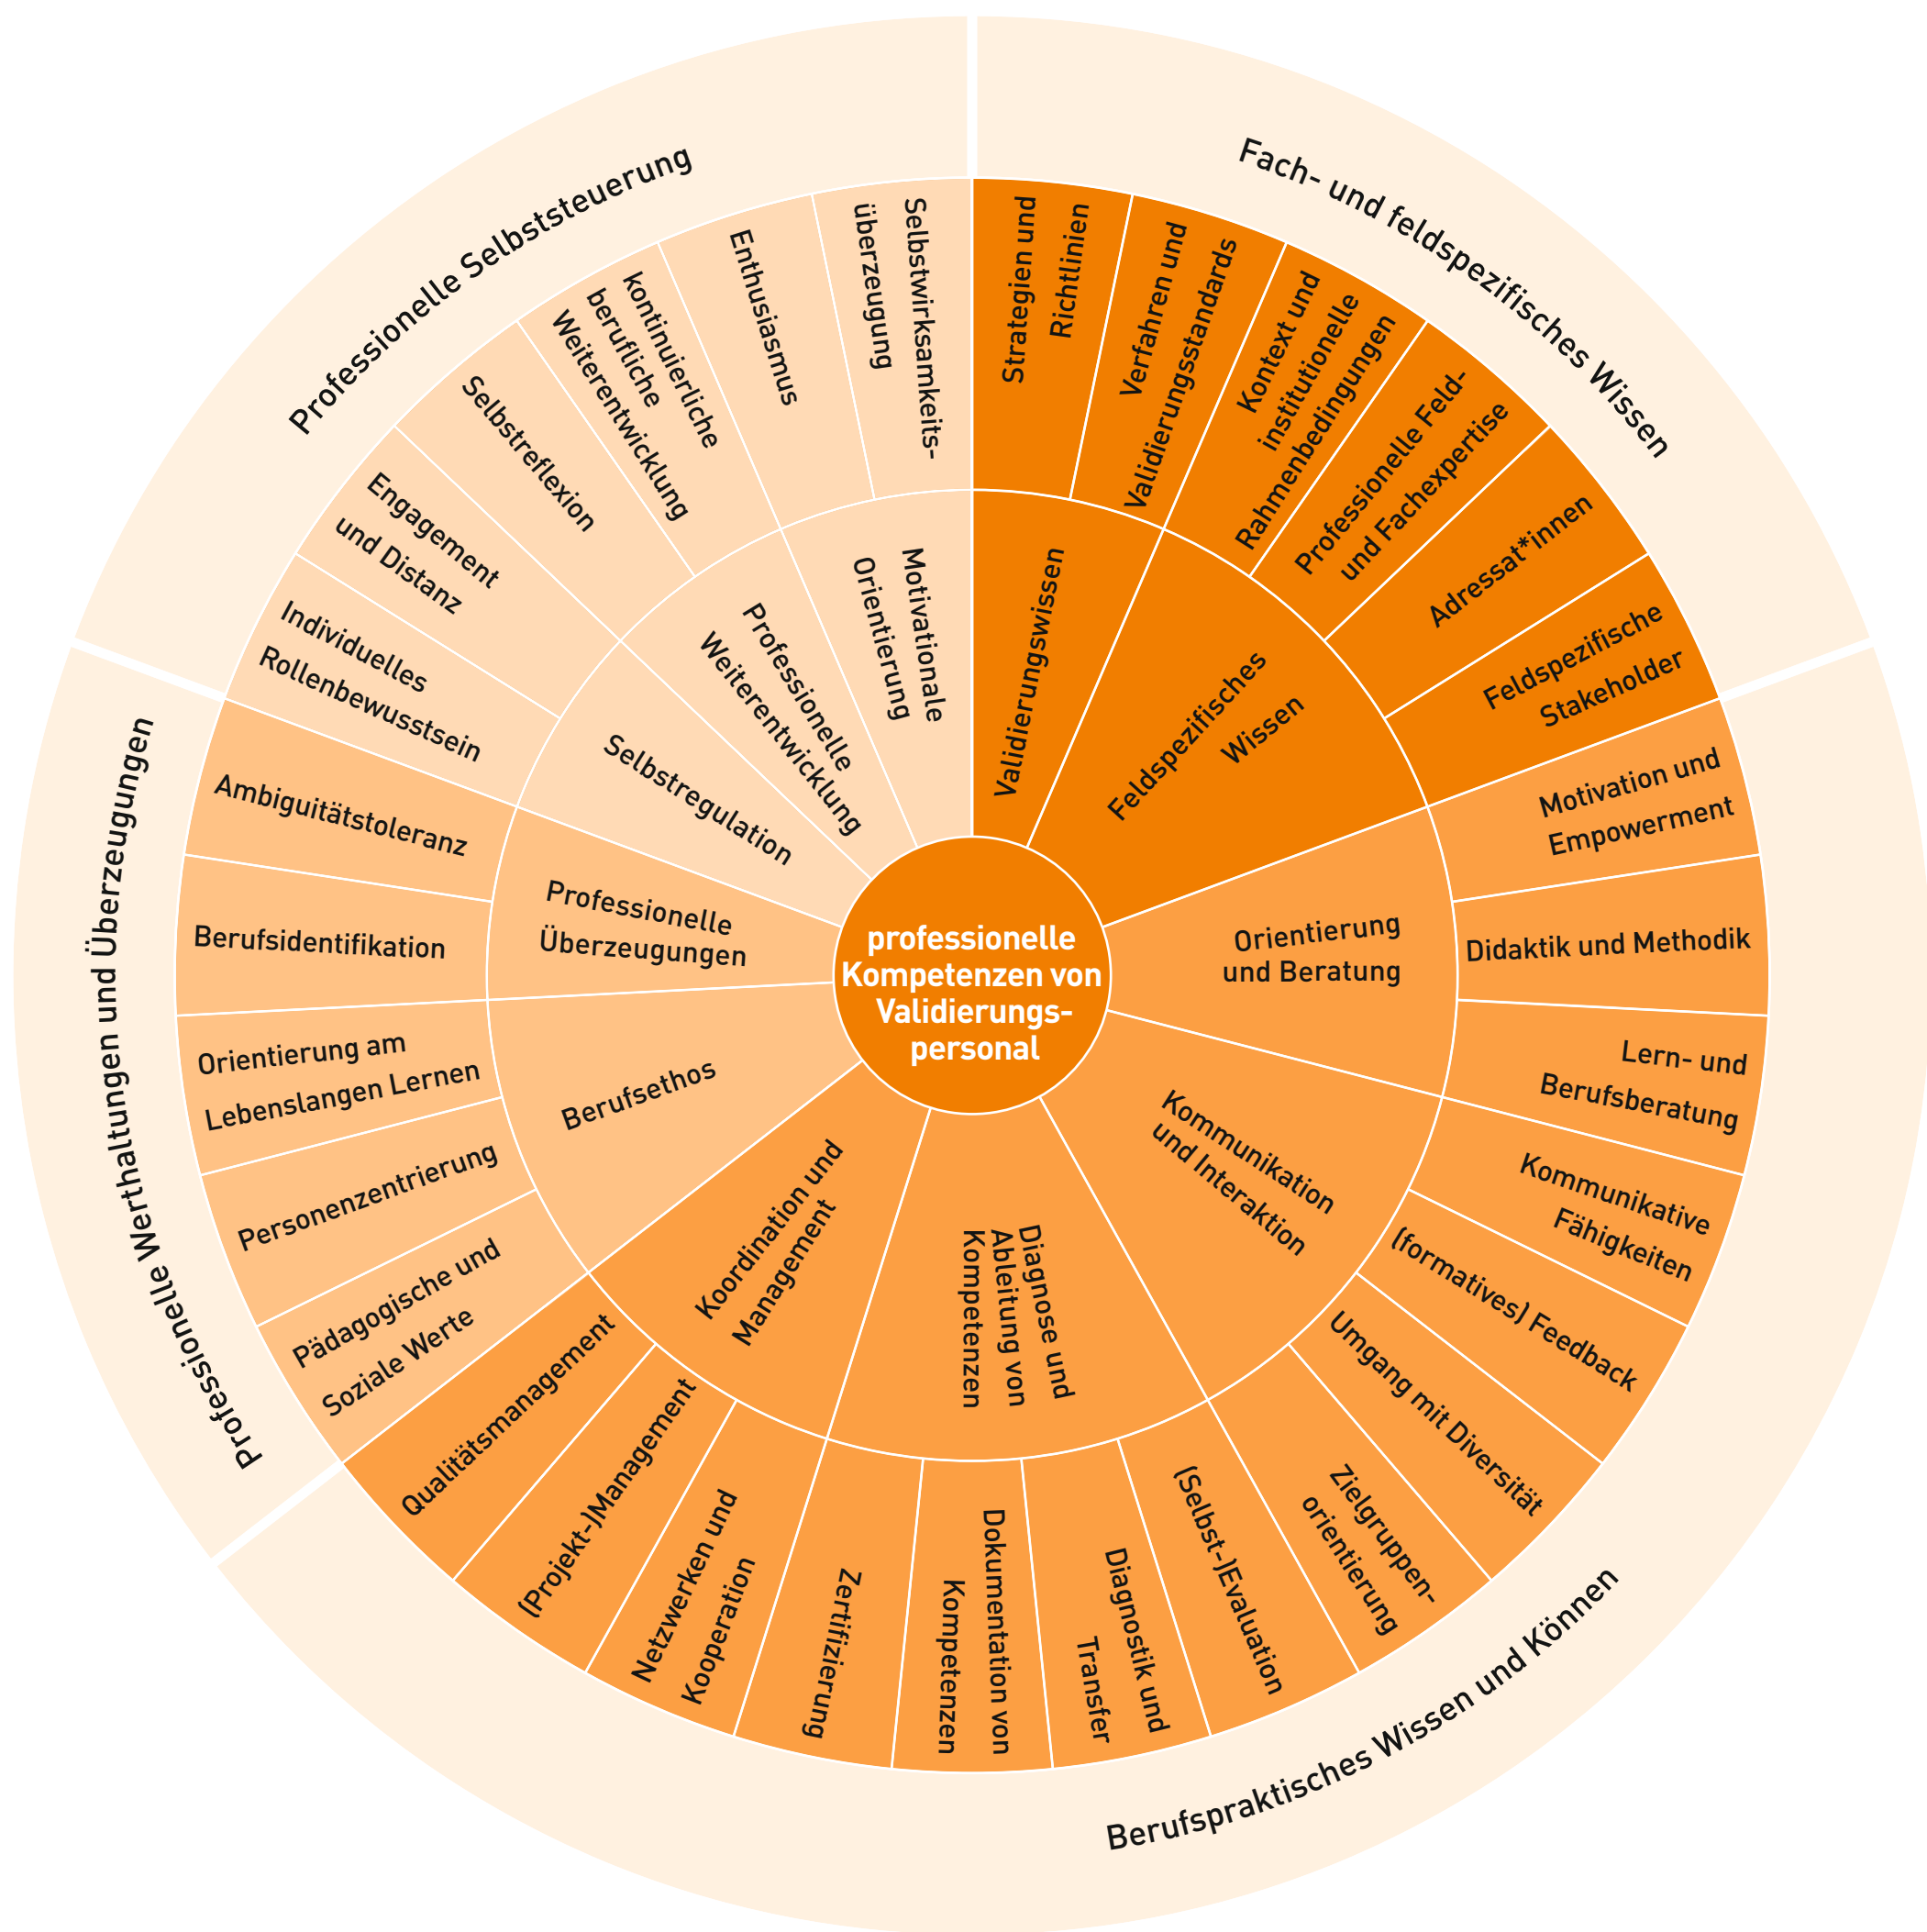 professionelle
Kompetenzen von
Validierungs-
personal
Fach- und feldspezifisches Wissen
Validierungswissen
Strategien und
Richtlinien
Verfahren und
Validierungsstandards
Feldspezifisches
Wissen
Kontext und
institutionelle
Rahmenbedingungen
Professionelle Feld-
und Fachexpertise
Adressat*innen
Feldspezifische
Stakeholder
Berufspraktisches Wissen und Können
Orientierung
und Beratung
Motivation und
Empowerment
Didaktik und Methodik
Lern- und
Berufsberatung
Kommunikation
und Interaktion
Kommunikative
Fähigkeiten
(formatives) Feedback
Umgang mit Diversität
Zielgruppen-
orientierung
Diagnose und
Ableitung von
Kompetenzen
(Selbst-)Evaluation
Diagnostik und
Transfer
Dokumentation von
Kompetenzen
Zertifizierung
Koordination und
Management
Netzwerken und
Kooperation
(Projekt-)Management
Qualitätsmanagement
Professionelle Werthaltungen und Überzeugungen
Berufsethos
Pädagogische und
Soziale Werte
Personenzentrierung
Orientierung am
Lebenslangen Lernen
Professionelle
Überzeugungen
Berufsidentifikation
Ambiguitätstoleranz
Professionelle Selbststeuerung
Selbstregulation
Individuelles
Rollenbewusstsein
Engagement
und Distanz
Professionelle
Weiterentwicklung
Selbstreflexion
kontinuierliche
berufliche
Weiterentwicklung
Motivationale
Orientierung
Enthusiasmus
Selbstwirksamkeits-
überzeugung